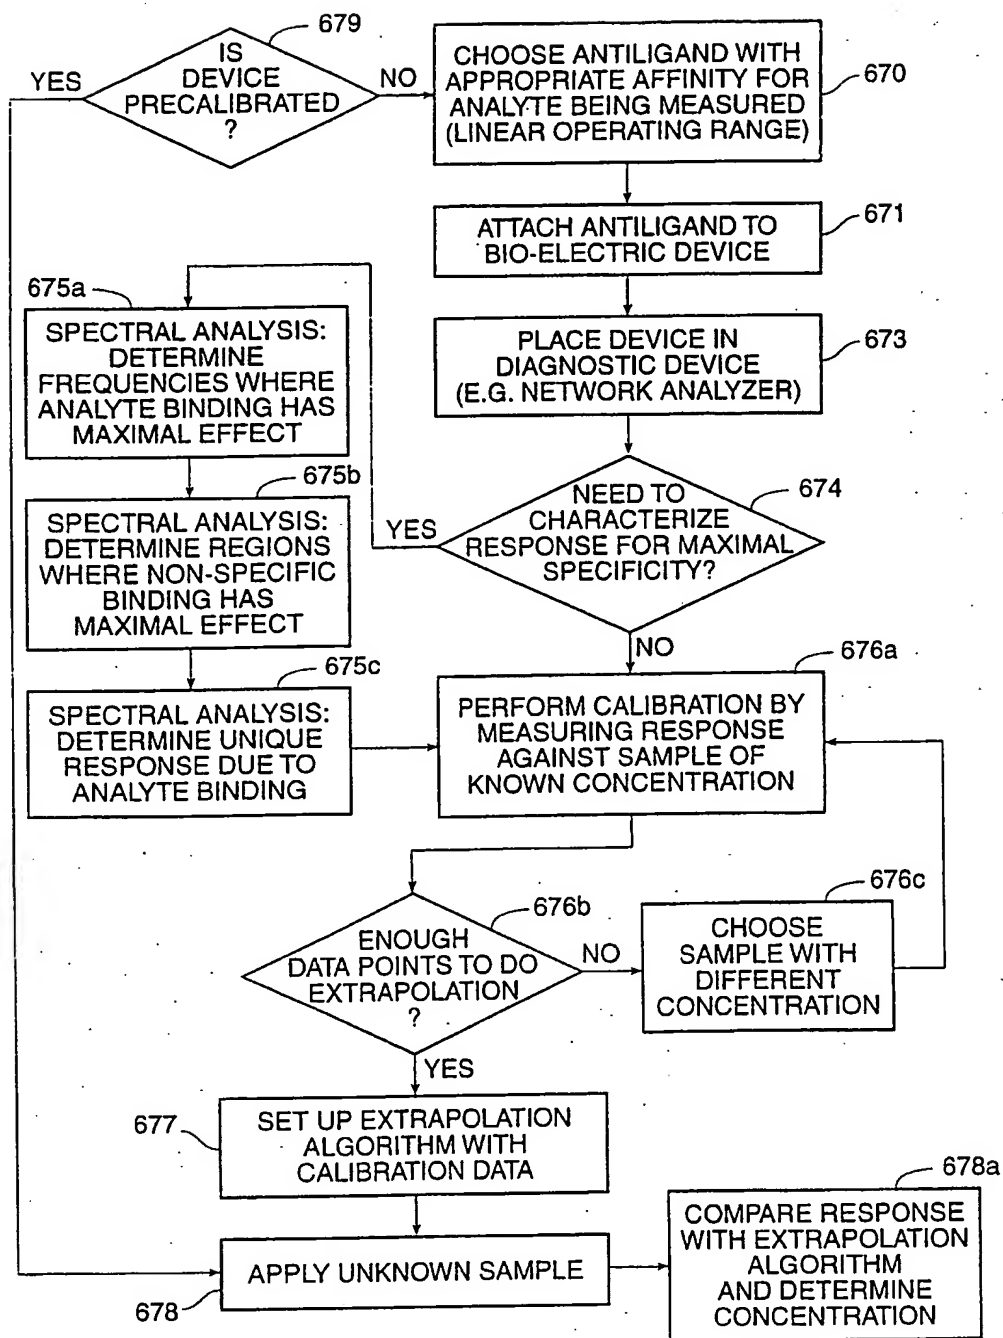 679
IS
DEVICE
PRECALIBRATED
?
YES
NO
CHOOSE ANTILIGAND WITH
APPROPRIATE AFFINITY FOR
ANALYTE BEING MEASURED
(LINEAR OPERATING RANGE)
670
ATTACH ANTILIGAND TO
BIO-ELECTRIC DEVICE
671
PLACE DEVICE IN
DIAGNOSTIC DEVICE
(E.G. NETWORK ANALYZER)
673
NEED TO
CHARACTERIZE
RESPONSE FOR MAXIMAL
SPECIFICITY?
674
YES
NO
675a
SPECTRAL ANALYSIS:
DETERMINE
FREQUENCIES WHERE
ANALYTE BINDING HAS
MAXIMAL EFFECT
675b
SPECTRAL ANALYSIS:
DETERMINE REGIONS
WHERE NON-SPECIFIC
BINDING HAS
MAXIMAL EFFECT
675c
SPECTRAL ANALYSIS:
DETERMINE UNIQUE
RESPONSE DUE TO
ANALYTE BINDING
676a
PERFORM CALIBRATION BY
MEASURING RESPONSE
AGAINST SAMPLE OF
KNOWN CONCENTRATION
676b
ENOUGH
DATA POINTS TO DO
EXTRAPOLATION
?
NO
YES
676c
CHOOSE
SAMPLE WITH
DIFFERENT
CONCENTRATION
677
SET UP EXTRAPOLATION
ALGORITHM WITH
CALIBRATION DATA
APPLY UNKNOWN SAMPLE
678
678a
COMPARE RESPONSE
WITH EXTRAPOLATION
ALGORITHM
AND DETERMINE
CONCENTRATION